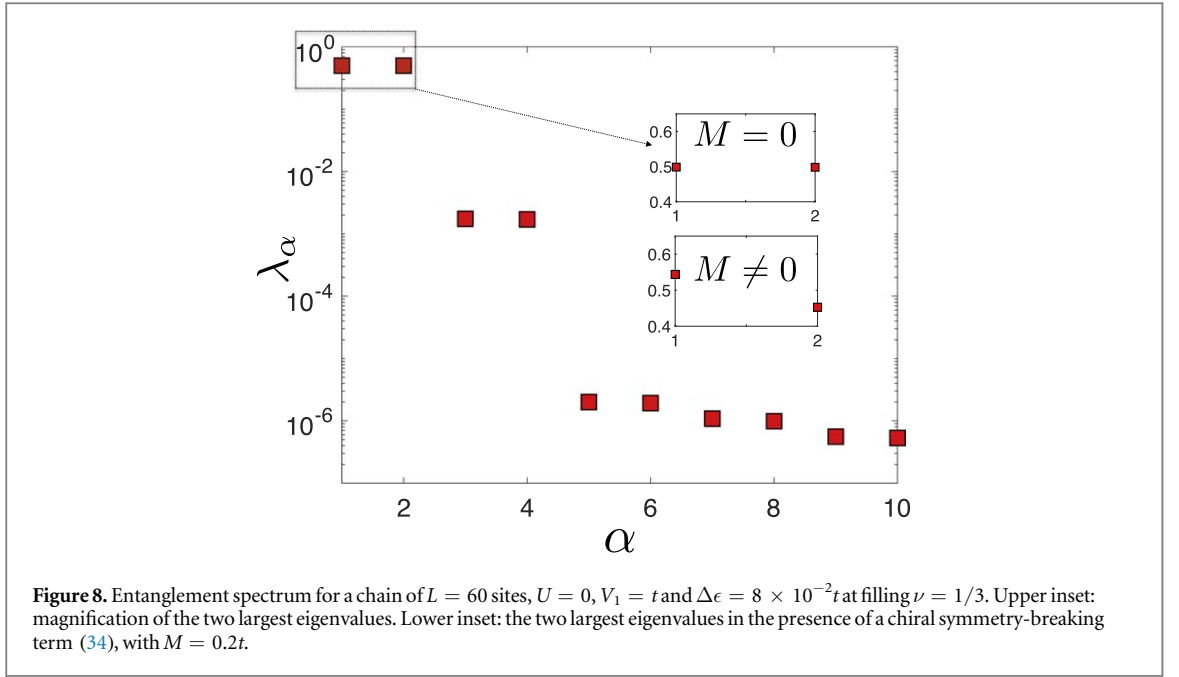 10^0
10^-2
10^-4
10^-6
λ_α
2
4
6
8
10
α
M = 0
0.6
0.5
0.4
1
2
M ≠ 0
0.6
0.5
0.4
1
2
Figure 8. Entanglement spectrum for a chain of L = 60 sites, U = 0, V₁ = t and Δϵ = 8 × 10⁻²t at filling ν = 1/3. Upper inset:
magnification of the two largest eigenvalues. Lower inset: the two largest eigenvalues in the presence of a chiral symmetry-breaking
term (34), with M = 0.2t.